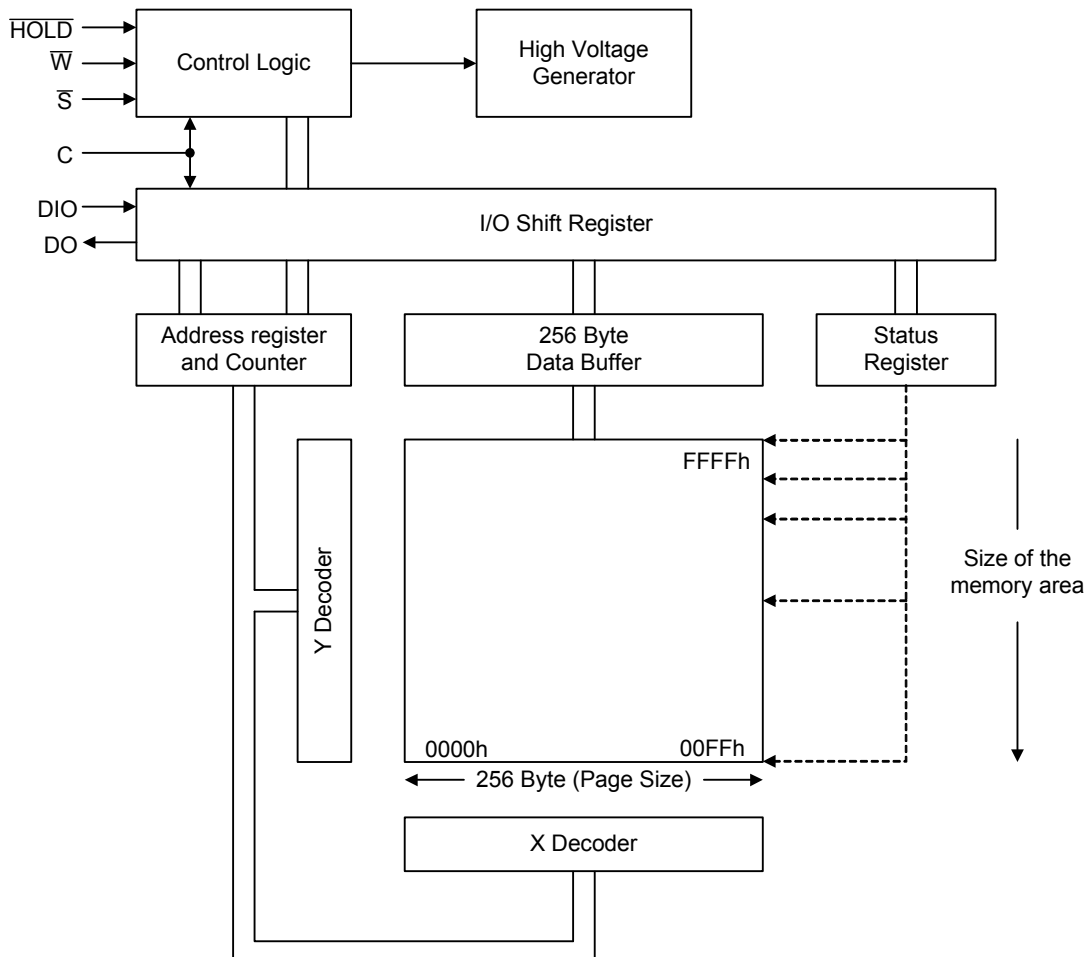 HOLD
W
S
C
Control Logic
High Voltage
Generator
DIO
DO
I/O Shift Register
Address register
and Counter
256 Byte
Data Buffer
Status
Register
Y Decoder
FFFFh
0000h
00FFh
256 Byte (Page Size)
Size of the
memory area
X Decoder